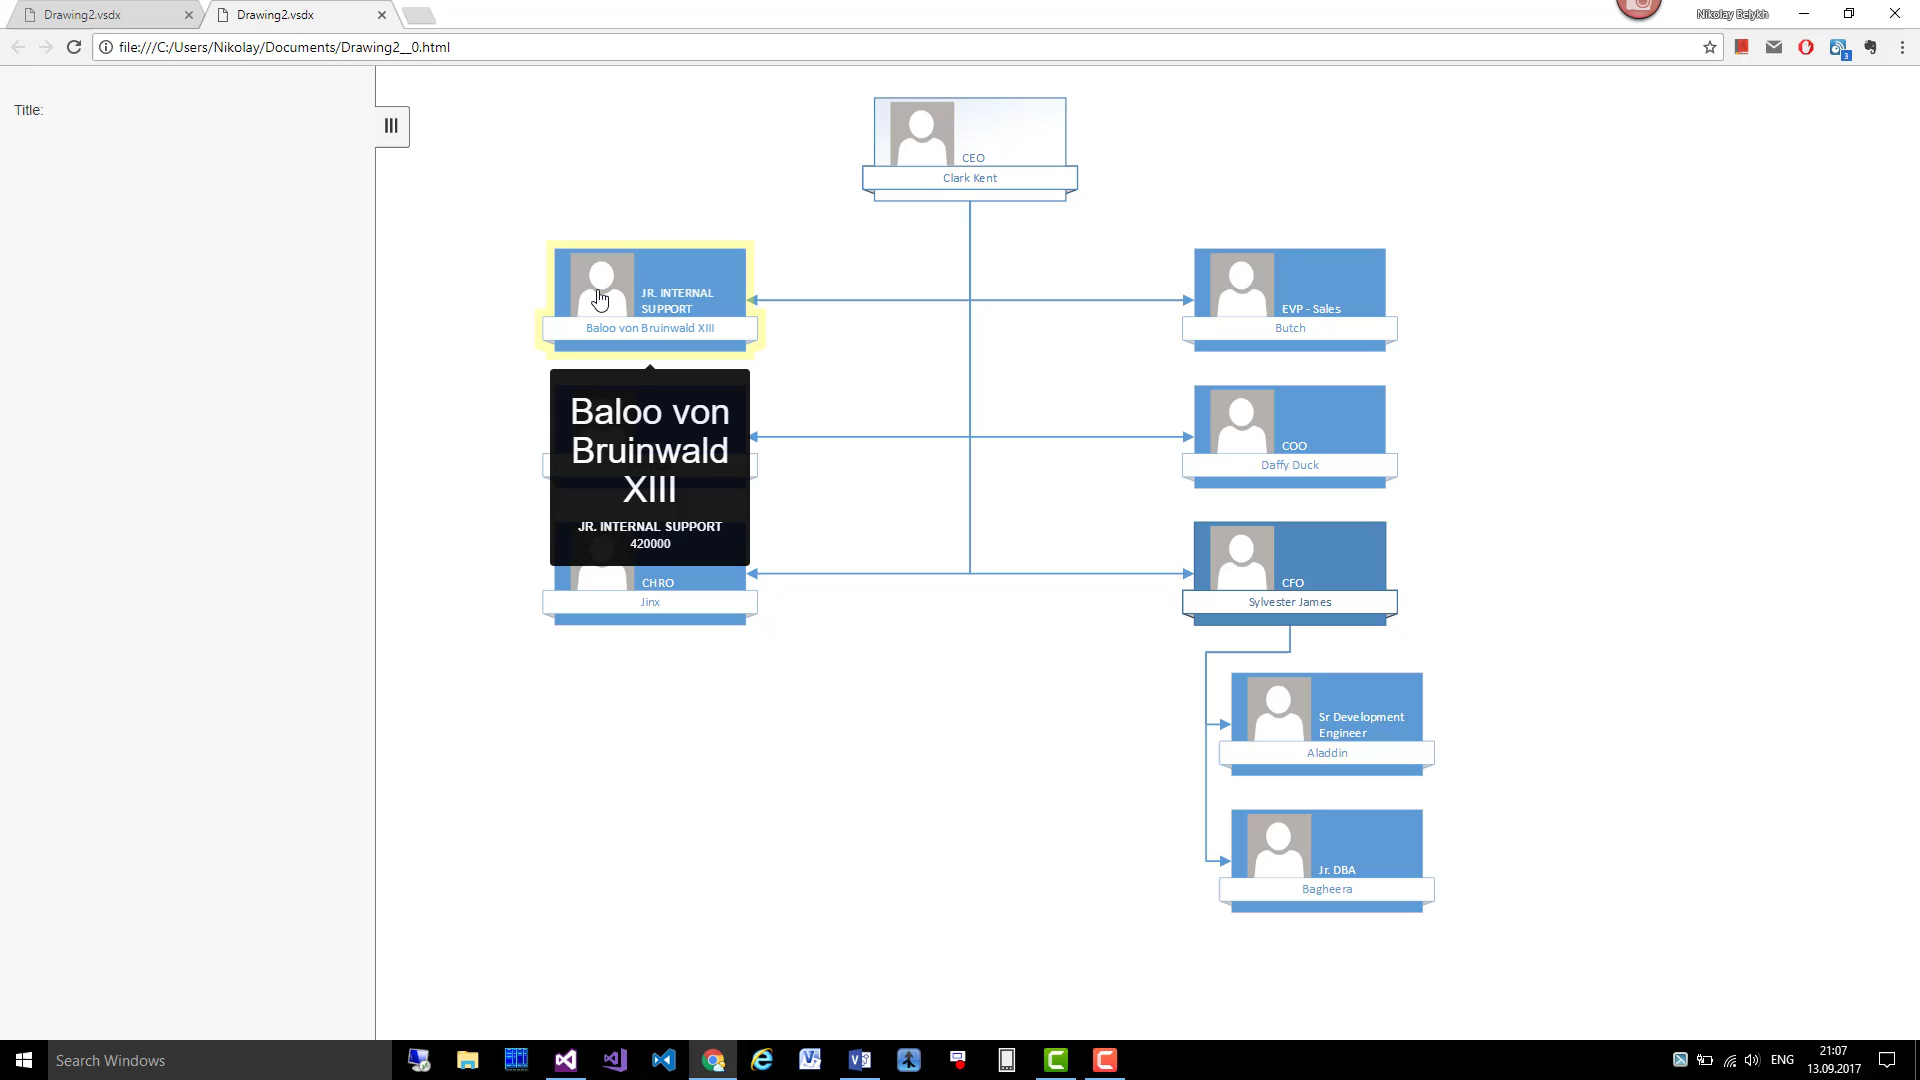 Drawing2.vsdx
Drawing2.vsdx
Nikolay Belykh
file:///C:/Users/Nikolay/Documents/Drawing2__0.html
3
Title:
CEO
Clark Kent
JR. INTERNAL
SUPPORT
Baloo von Bruinwald XIII
EVP - Sales
Butch
Baloo von
Bruinwald
XIII
JR. INTERNAL SUPPORT
420000
COO
Daffy Duck
CHRO
Jinx
CFO
Sylvester James
Sr Development
Engineer
Aladdin
Jr. DBA
Bagheera
Search Windows
ENG
21:07
13.09.2017